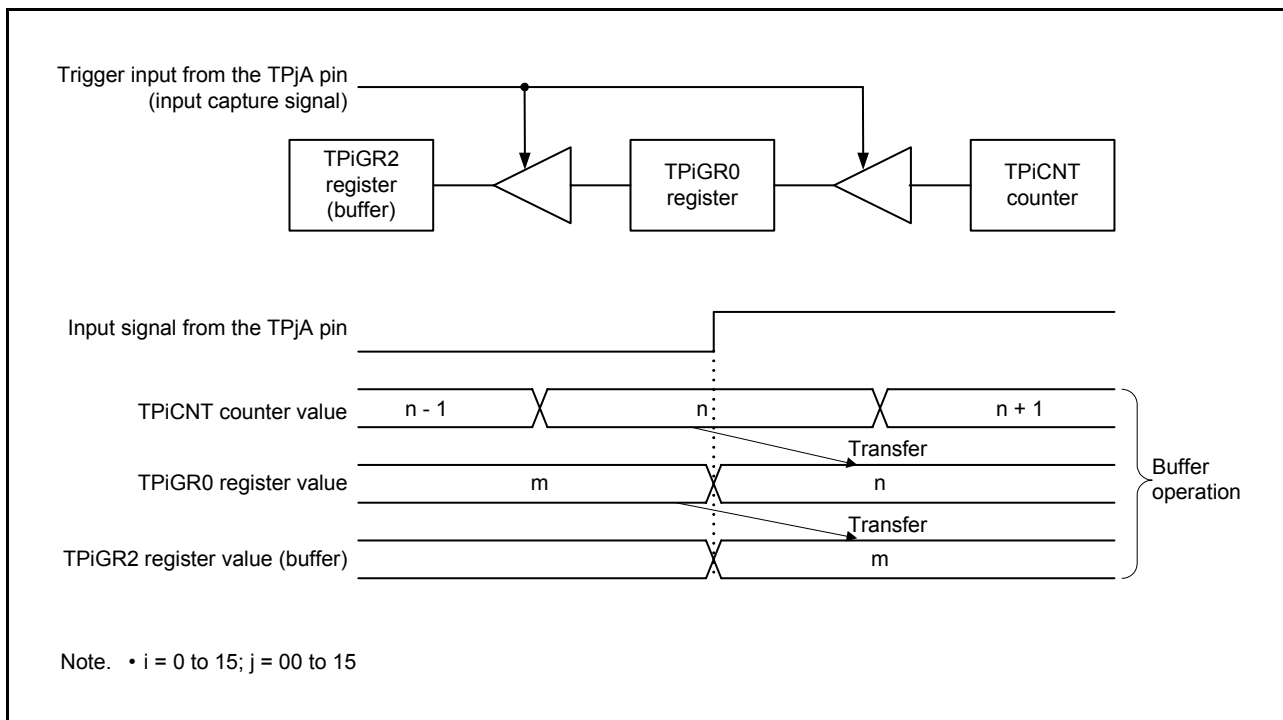 Trigger input from the TPjA pin
(input capture signal)
TPiGR2
register
(buffer)
TPiGR0
register
TPiCNT
counter
Input signal from the TPjA pin
TPiCNT counter value
n - 1
n
n + 1
Transfer
TPiGR0 register value
m
n
Transfer
TPiGR2 register value (buffer)
m
Buffer
operation
Note. • i = 0 to 15; j = 00 to 15